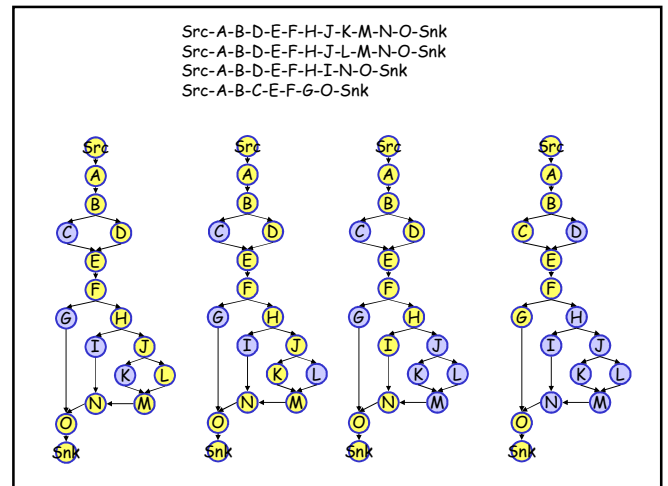 Src-A-B-D-E-F-H-J-K-M-N-O-Snk
Src-A-B-D-E-F-H-J-L-M-N-O-Snk
Src-A-B-D-E-F-H-I-N-O-Snk
Src-A-B-C-E-F-G-O-Snk
Src Src Src Src
A A A A
B B B B
C D C D C D C D
E E E E
F F F F
G H G H G H G H
I J I J I J I J
K L K L K L K L
N M N M N M N M
O O O O
Snk Snk Snk Snk